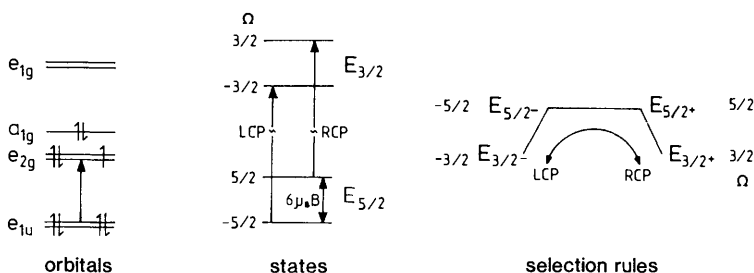 e1g
a1g
e2g
e1u
orbitals
Ω
3/2
-3/2
E3/2
LCP
RCP
5/2
-5/2
6μBB
E5/2
states
-5/2 E5/2- E5/2+ 5/2
-3/2 E3/2- E3/2+ 3/2
LCP RCP Ω
selection rules